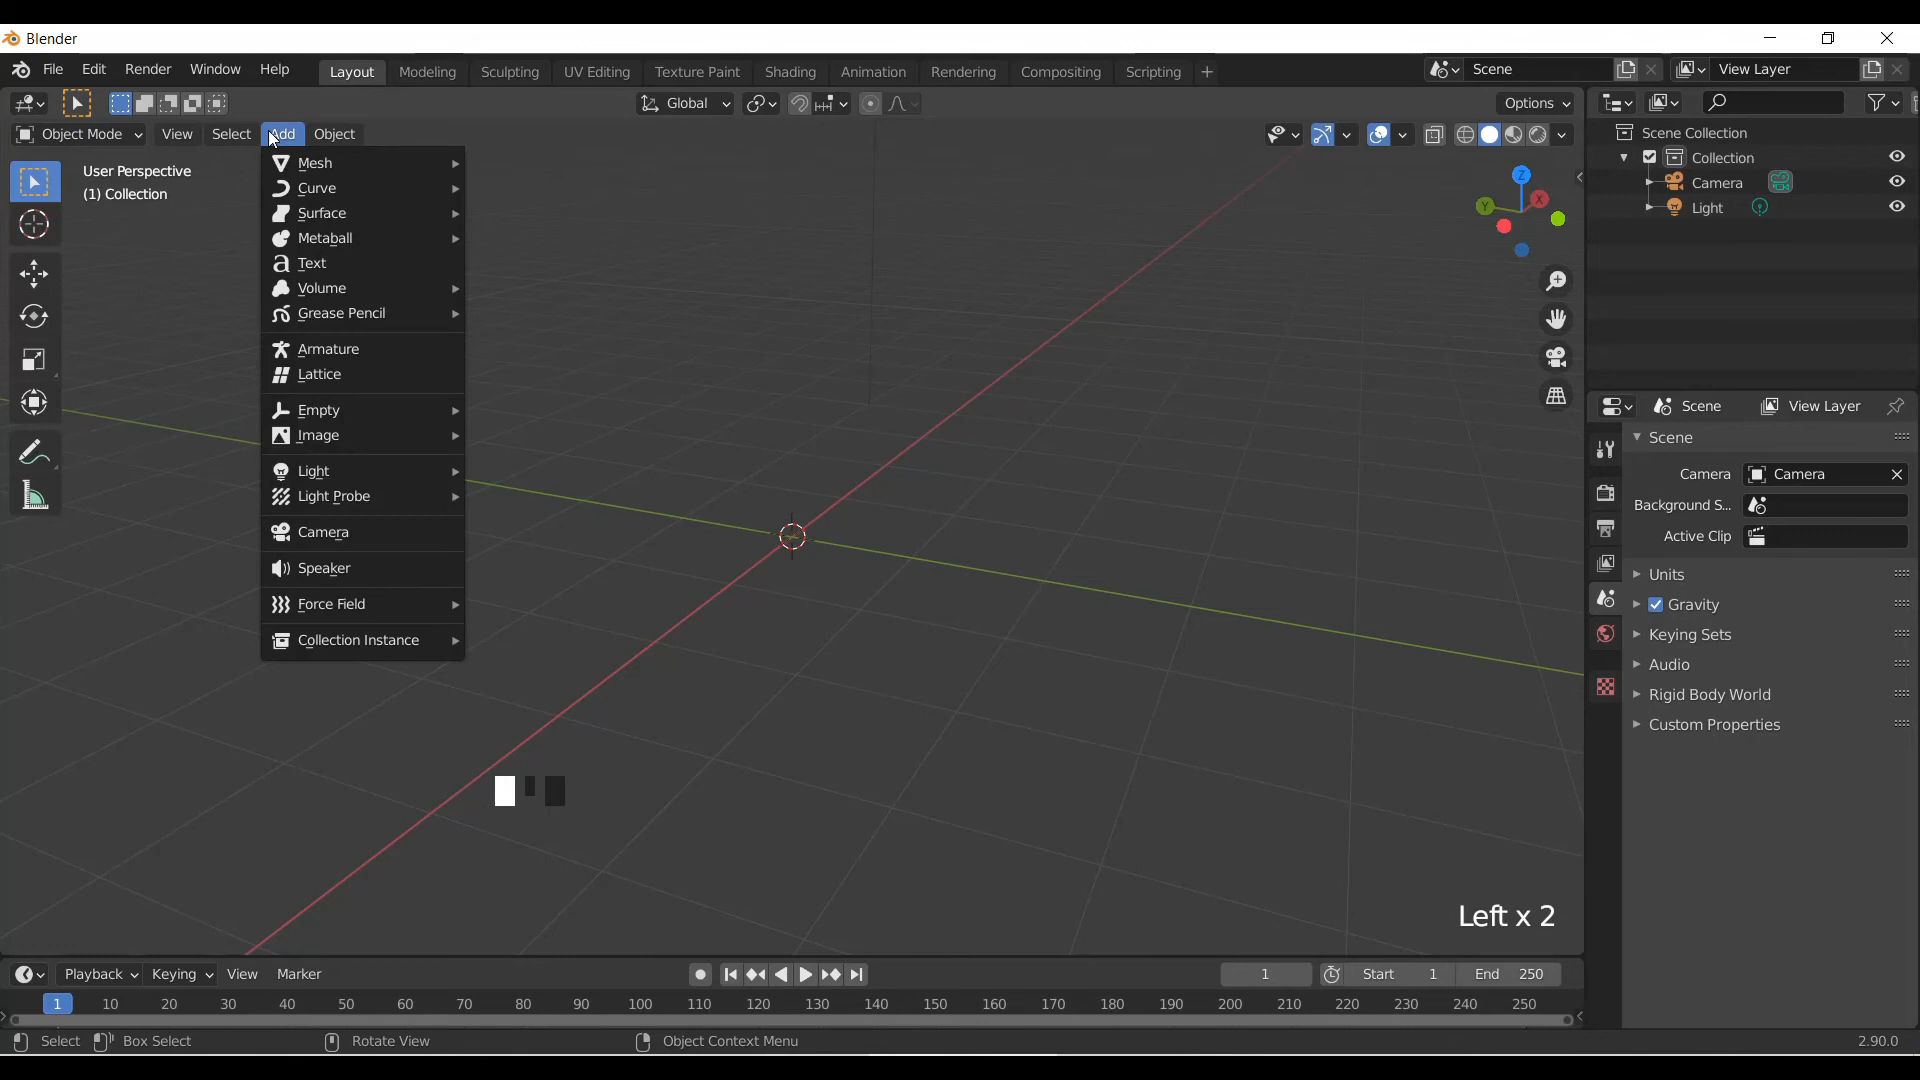 Blender
File Edit Render Window Help Layout Modeling Sculpting UV Editing Texture Paint Shading Animation Rendering Compositing Scripting + Scene View Layer
Global Options
Object Mode View Select Add Object
User Perspective
(1) Collection
Mesh
Curve
Surface
Metaball
Text
Volume
Grease Pencil
Armature
Lattice
Empty
Image
Light
Light Probe
Camera
Speaker
Force Field
Collection Instance
Z
Y
X
Left x 2
Scene Collection
Collection
Camera
Light
Scene View Layer
Scene
Camera Camera
Background S...
Active Clip
Units
Gravity
Keying Sets
Audio
Rigid Body World
Custom Properties
Playback Keying View Marker 1 Start 1 End 250
1 10 20 30 40 50 60 70 80 90 100 110 120 130 140 150 160 170 180 190 200 210 220 230 240 250
Select Box Select Rotate View Object Context Menu 2.90.0